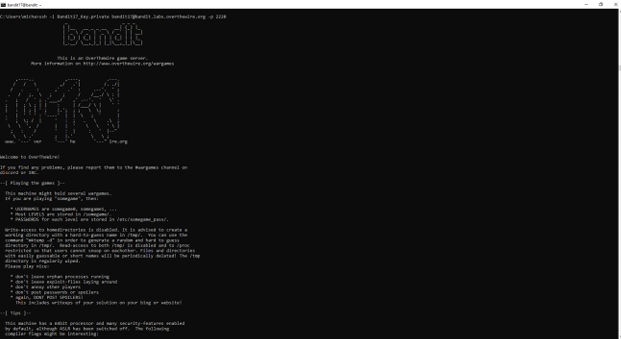 bandit17@bandit: ~
C:\Users\micha>ssh -i Bandit17_Key.private bandit17@bandit.labs.overthewire.org -p 2220
This is an OverTheWire game server.
More information on http://www.overthewire.org/wargames
www. ver he ire.org
Welcome to OverTheWire!
If you find any problems, please report them to the #wargames channel on
discord or IRC.
--[ Playing the games ]--
This machine might hold several wargames.
If you are playing "somegame", then:
* USERNAMES are somegame0, somegame1, ...
* Most LEVELS are stored in /somegame/.
* PASSWORDS for each level are stored in /etc/somegame_pass/.
Write-access to homedirectories is disabled. It is advised to create a
working directory with a hard-to-guess name in /tmp/. You can use the
command "mktemp -d" in order to generate a random and hard to guess
directory in /tmp/. Read-access to both /tmp/ is disabled and to /proc
restricted so that users cannot snoop on eachother. Files and directories
with easily guessable or short names will be periodically deleted! The /tmp
directory is regularly wiped.
Please play nice:
* don't leave orphan processes running
* don't leave exploit-files laying around
* don't annoy other players
* don't post passwords or spoilers
* again, DONT POST SPOILERS!
This includes writeups of your solution on your blog or website!
--[ Tips ]--
This machine has a 64bit processor and many security-features enabled
by default, although ASLR has been switched off. The following
compiler flags might be interesting: